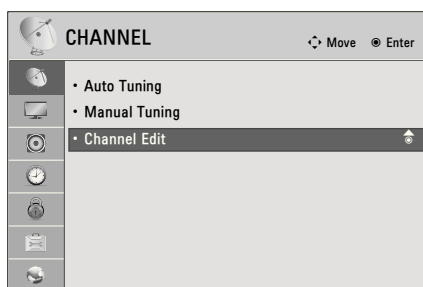 CHANNEL
Move Enter
• Auto Tuning
• Manual Tuning
• Channel Edit